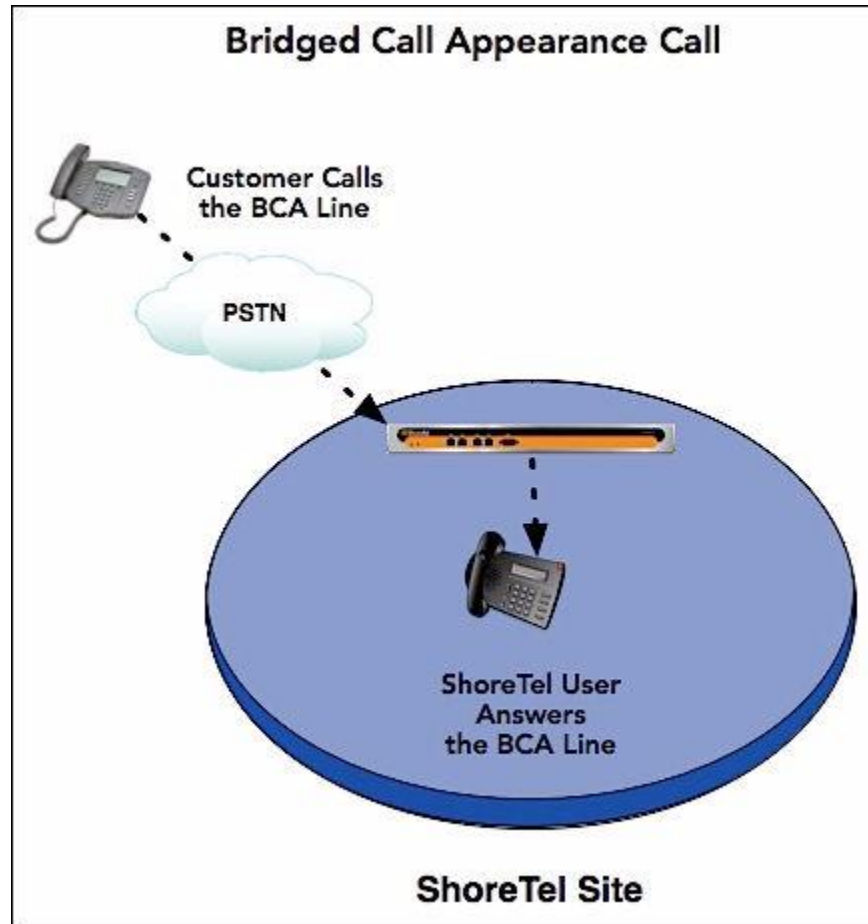 Bridged Call Appearance Call
Customer Calls
the BCA Line
PSTN
ShoreTel User
Answers
the BCA Line
ShoreTel Site